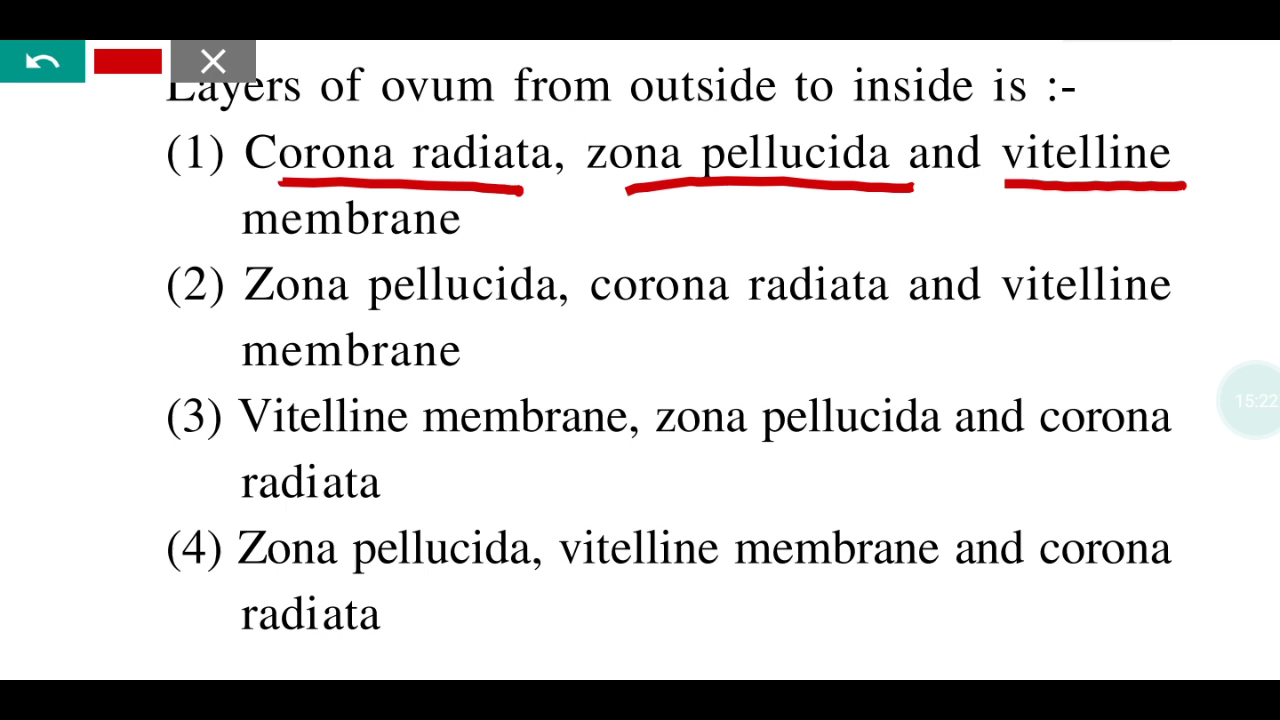 Layers of ovum from outside to inside is :-
(1) Corona radiata, zona pellucida and vitelline
membrane
(2) Zona pellucida, corona radiata and vitelline
membrane
(3) Vitelline membrane, zona pellucida and corona
radiata
(4) Zona pellucida, vitelline membrane and corona
radiata
15:22